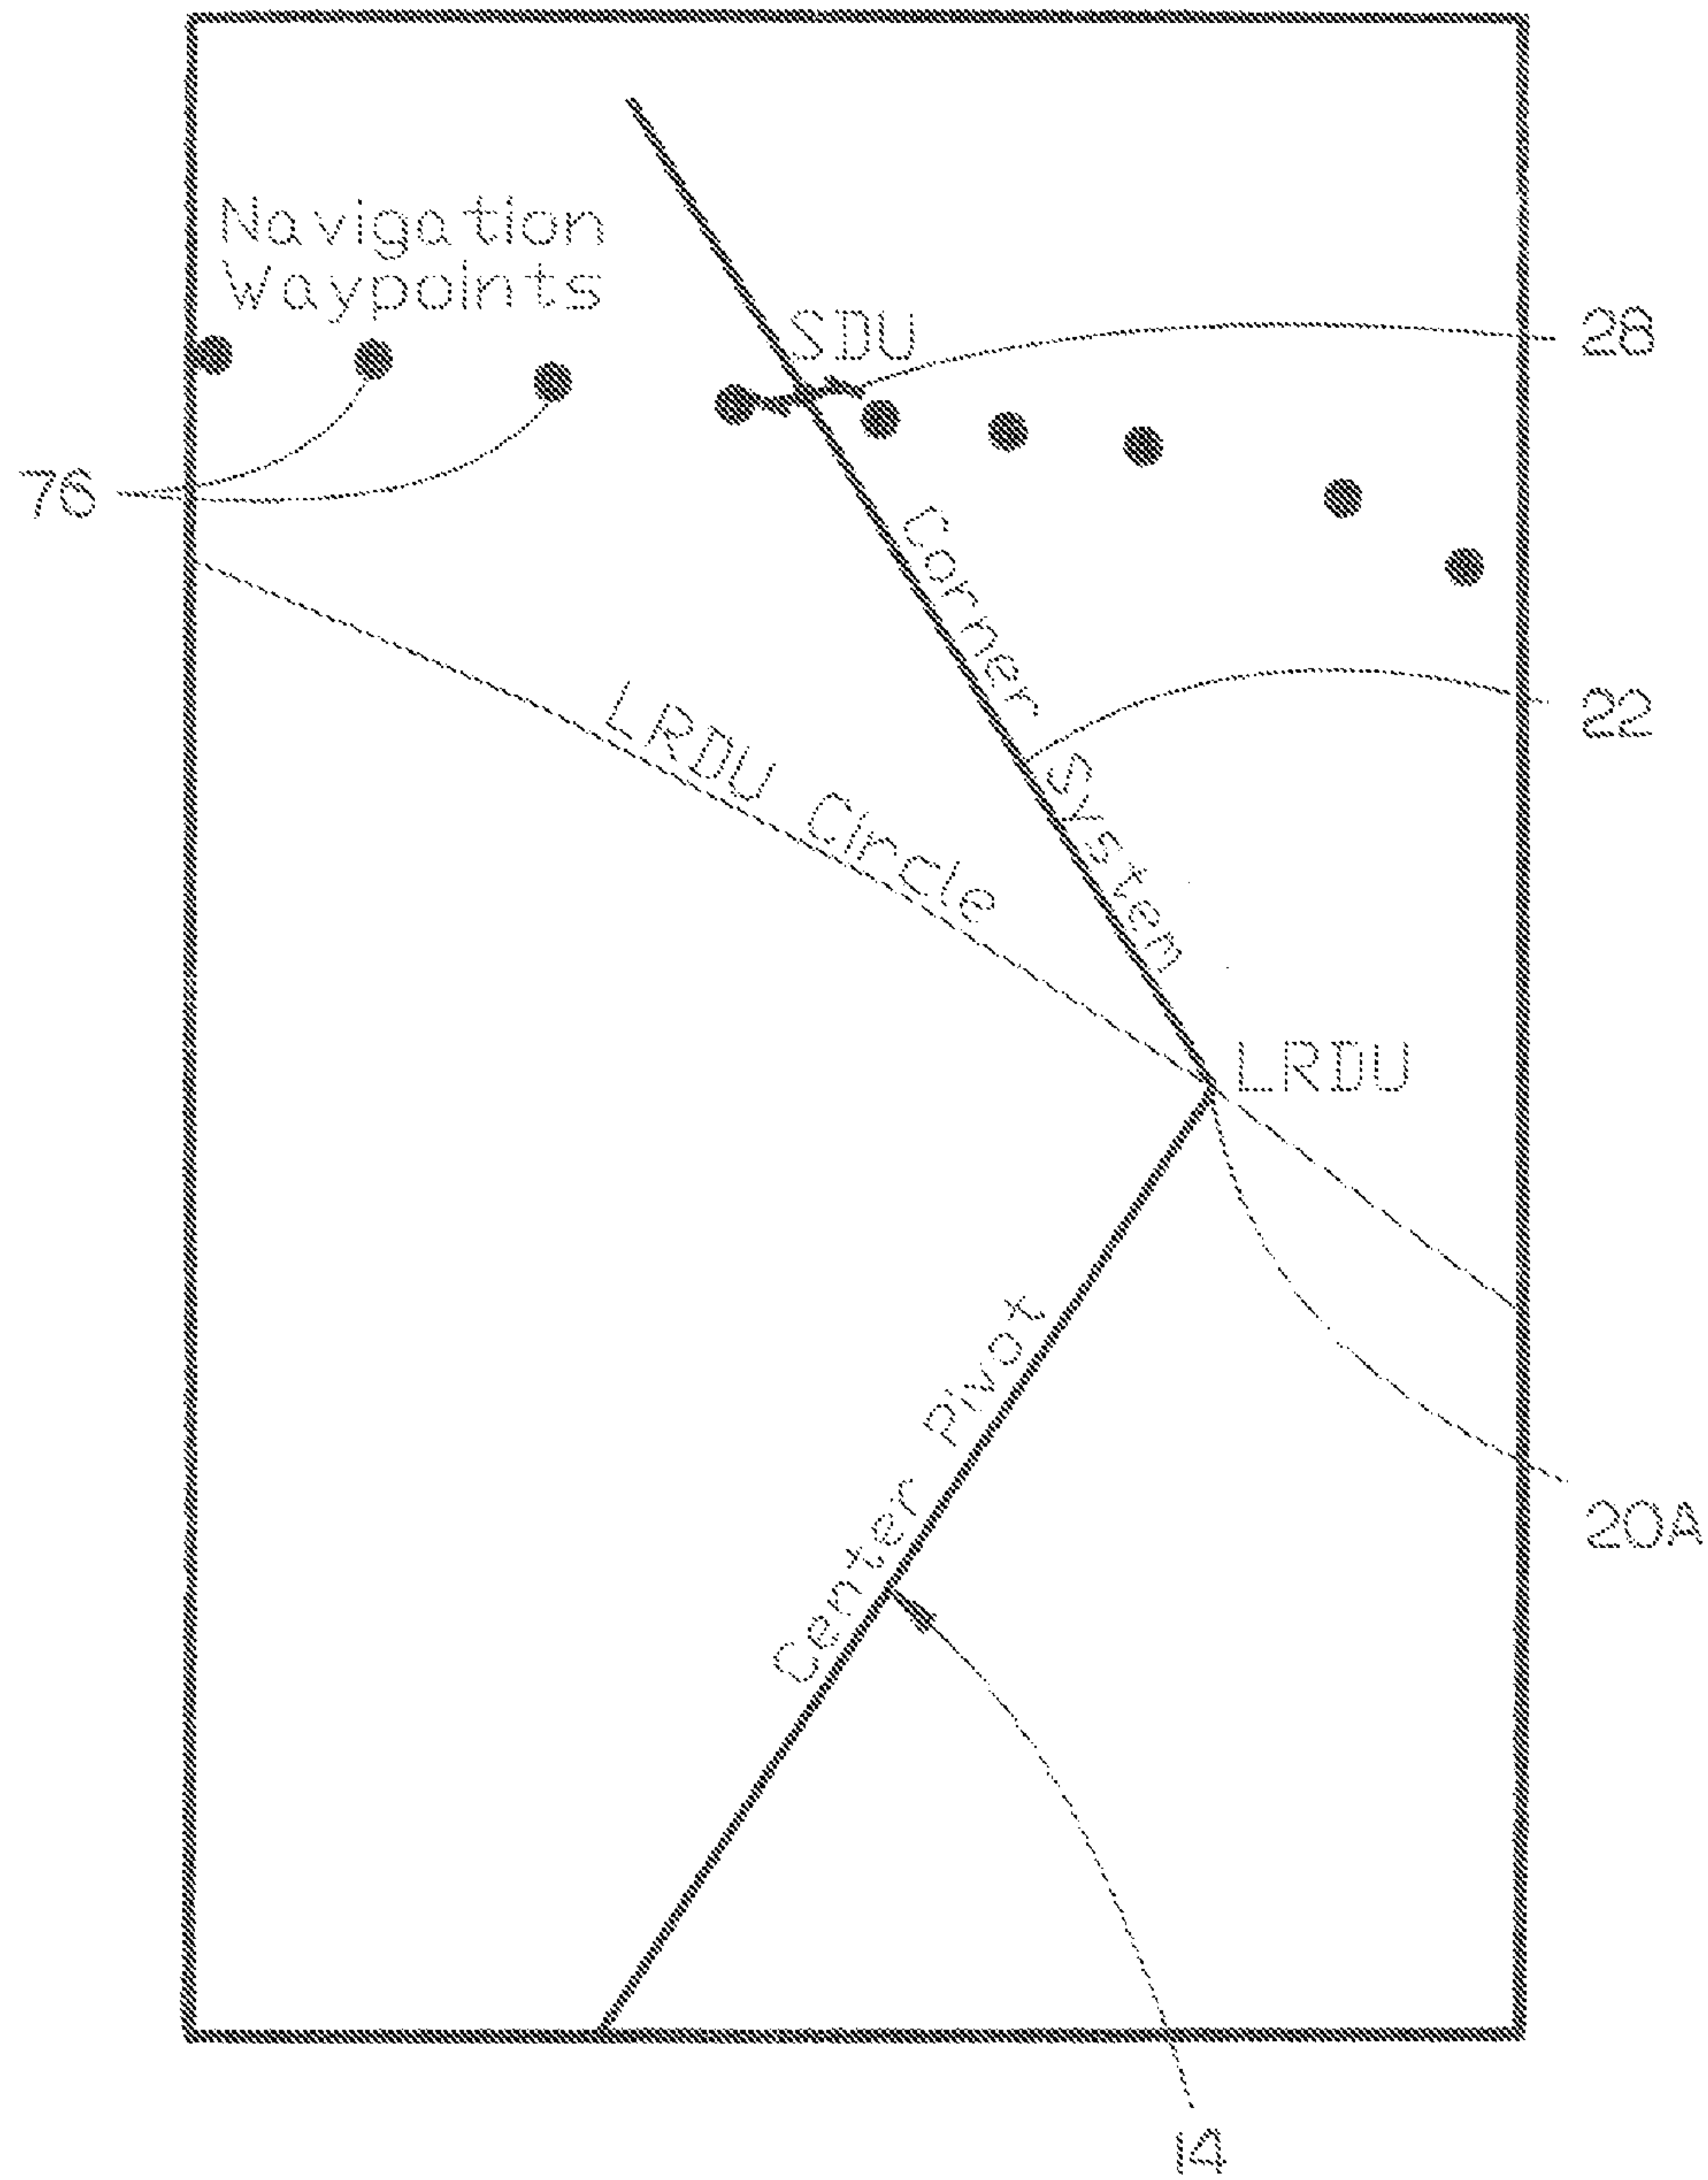 Navigation
Waypoints
SDU
28
76
Corner System
22
LRDU Circle
LRDU
Center Pivot
20A
14